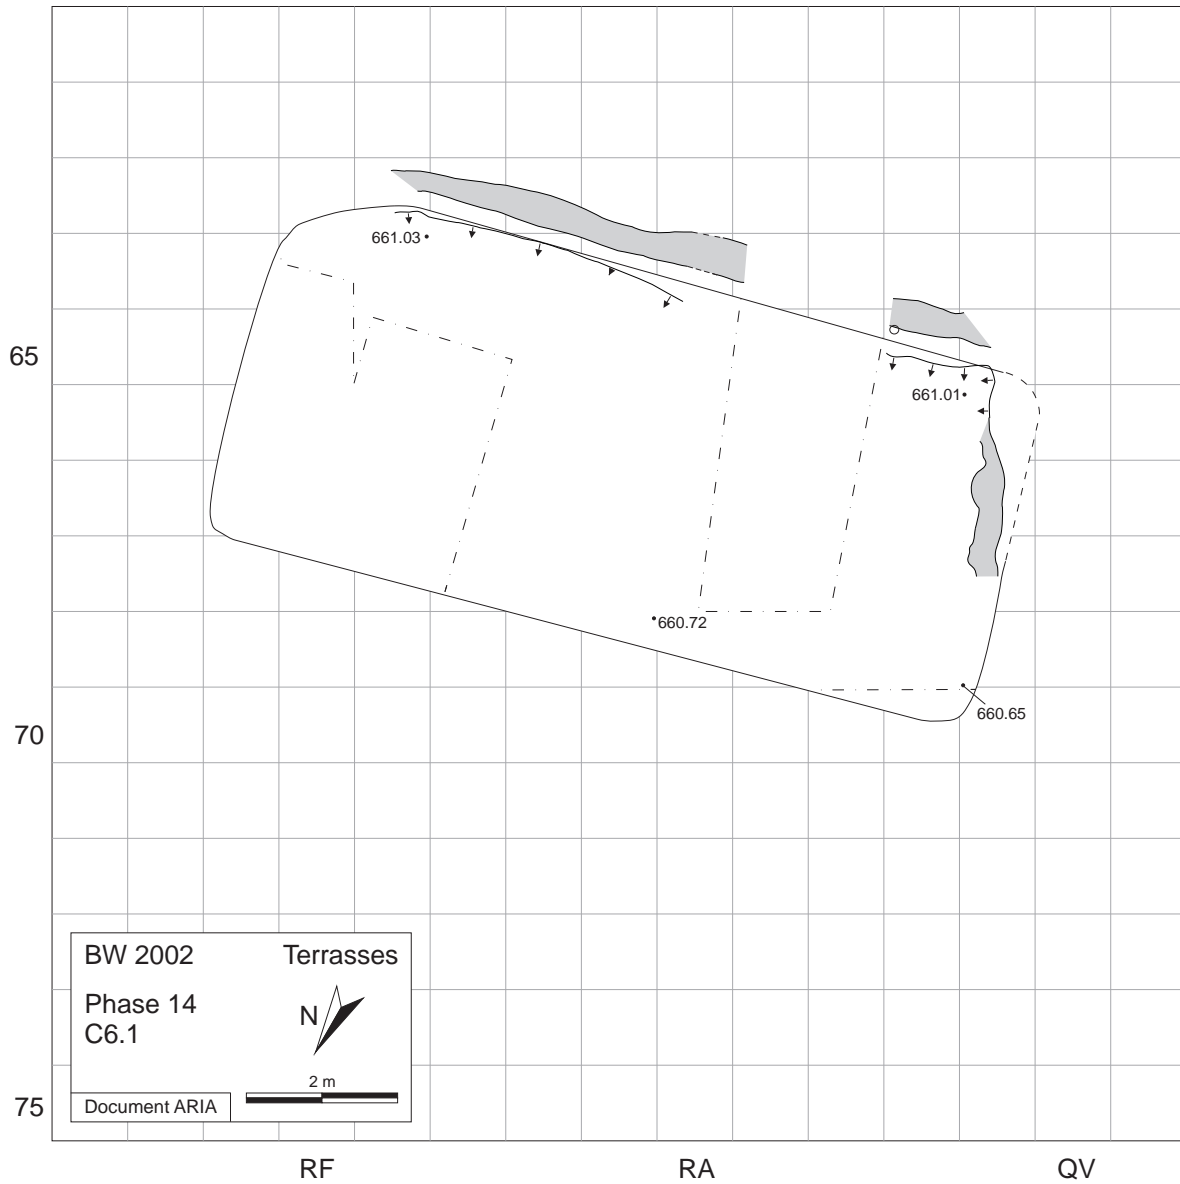 661.03
65
661.01
660.72
660.65
70
BW 2002 Terrasses
Phase 14
C6.1
N
2 m
Document ARIA
75
RF RA QV